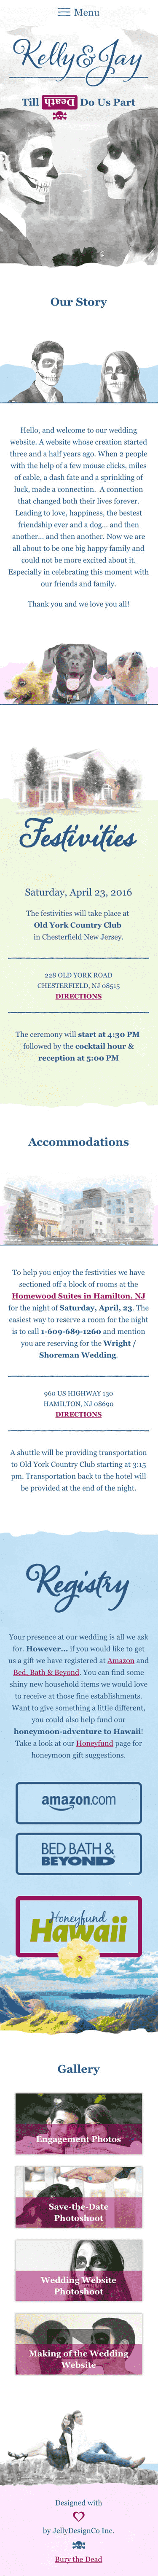 Menu
Kelly & Jay
Till Death Do Us Part
Our Story
Hello, and welcome to our wedding
website. A website whose creation started
three and a half years ago. When 2 people
with the help of a few mouse clicks, miles
of cable, a dash fate and a sprinkling of
luck, made a connection.  A connection
that changed both their lives forever.
Leading to love, happiness, the bestest
friendship ever and a dog... and then
another... and then another. Now we are
all about to be one big happy family and
could not be more excited about it.
Especially in celebrating this moment with
our friends and family.
Thank you and we love you all!
Festivities
Saturday, April 23, 2016
The festivities will take place at
Old York Country Club
in Chesterfield New Jersey.
228 OLD YORK ROAD
CHESTERFIELD, NJ 08515
DIRECTIONS
The ceremony will start at 4:30 PM
followed by the cocktail hour &
reception at 5:00 PM
Accommodations
To help you enjoy the festivities we have
sectioned off a block of rooms at the
Homewood Suites in Hamilton, NJ
for the night of Saturday, April, 23. The
easiest way to reserve a room for the night
is to call 1-609-689-1260 and mention
you are reserving for the Wright /
Shoreman Wedding.
960 US HIGHWAY 130
HAMILTON, NJ 08690
DIRECTIONS
A shuttle will be providing transportation
to Old York Country Club starting at 3:15
pm. Transportation back to the hotel will
be provided at the end of the night.
Registry
Your presence at our wedding is all we ask
for. However... if you would like to get
us a gift we have registered at Amazon and
Bed, Bath & Beyond. You can find some
shiny new household items we would love
to receive at those fine establishments.
Want to give something a little different,
you could also help fund our
honeymoon-adventure to Hawaii!
Take a look at our Honeyfund page for
honeymoon gift suggestions.
amazon.com
BED BATH &
BEYOND
Honeyfund
Hawaii
Gallery
Engagement Photos
Save-the-Date
Photoshoot
Wedding Website
Photoshoot
Making of the Wedding
Website
Designed with
by JellyDesignCo Inc.
Bury the Dead